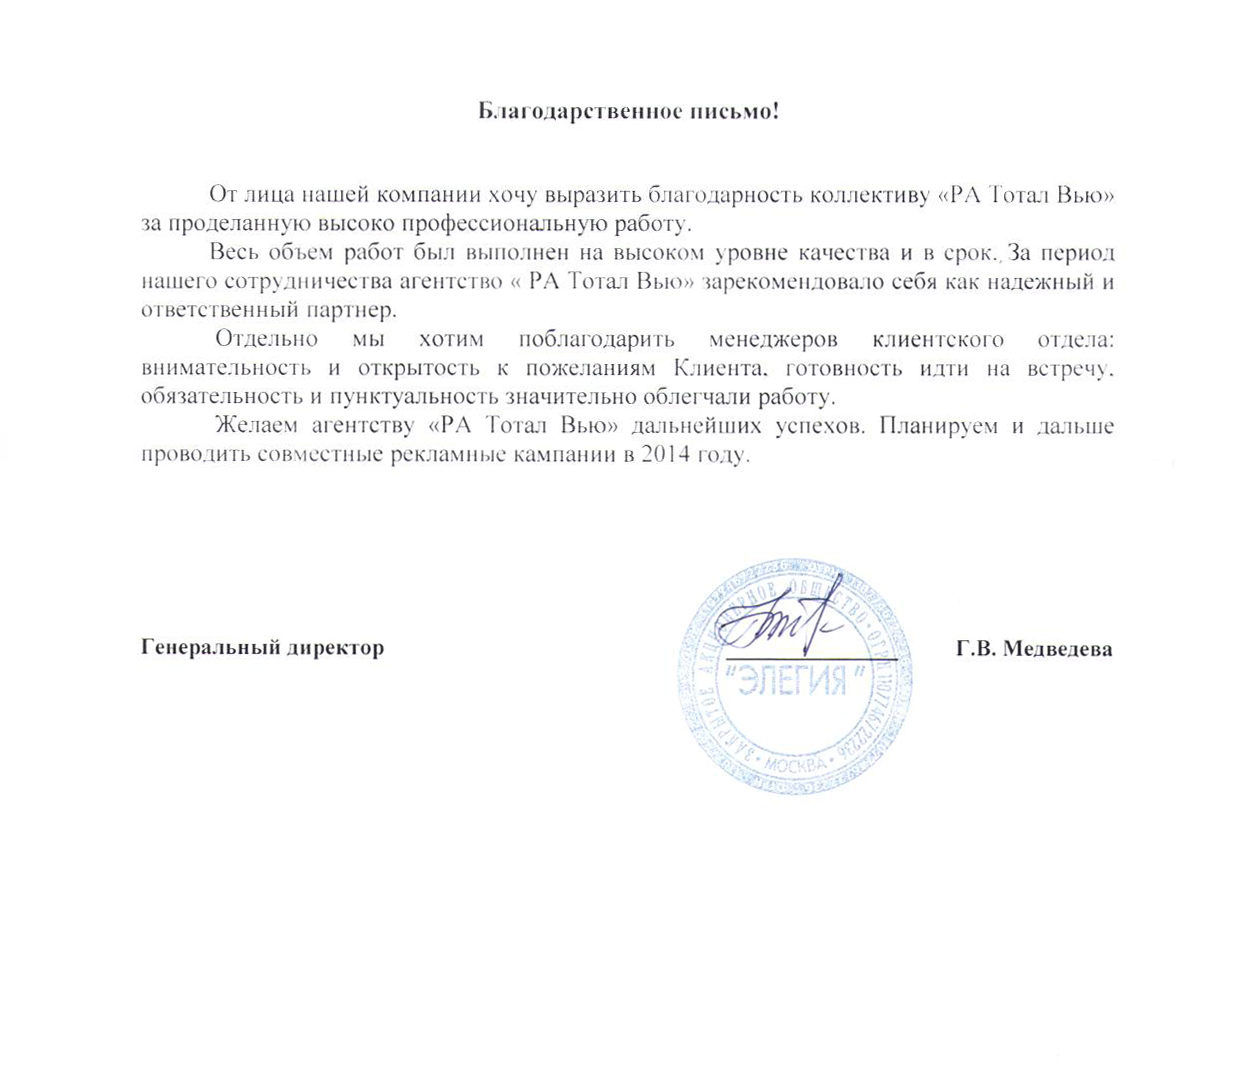 Благодарственное письмо!
От лица нашей компании хочу выразить благодарность коллективу «РА Тотал Вью»
за проделанную высоко профессиональную работу.
Весь объем работ был выполнен на высоком уровне качества и в срок. За период
нашего сотрудничества агентство « РА Тотал Вью» зарекомендовало себя как надежный и
ответственный партнер.
Отдельно мы хотим поблагодарить менеджеров клиентского отдела:
внимательность и открытость к пожеланиям Клиента, готовность идти на встречу,
обязательность и пунктуальность значительно облегчали работу.
Желаем агентству «РА Тотал Вью» дальнейших успехов. Планируем и дальше
проводить совместные рекламные кампании в 2014 году.
Генеральный директор
Г.В. Медведева
ЗАКРЫТОЕ АКЦИОНЕРНОЕ ОБЩЕСТВО • ОГРН
"ЭЛЕГИЯ"
• МОСКВА •